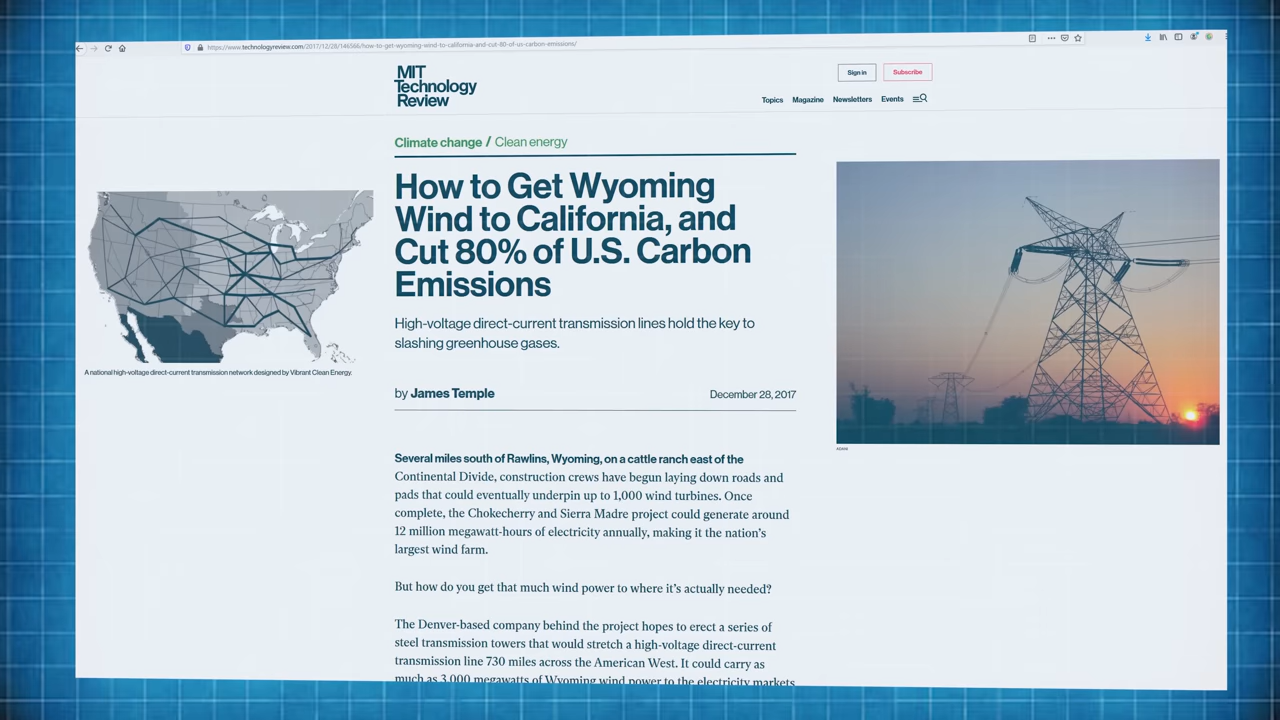 https://www.technologyreview.com/2017/12/28/146566/how-to-get-wyoming-wind-to-california-and-cut-80-of-us-carbon-emissions/
MIT
Technology
Review
Sign in
Subscribe
Topics
Magazine
Newsletters
Events
Climate change / Clean energy
How to Get Wyoming
Wind to California, and
Cut 80% of U.S. Carbon
Emissions
High-voltage direct-current transmission lines hold the key to
slashing greenhouse gases.
by James Temple
December 28, 2017
A national high-voltage direct-current transmission network designed by Vibrant Clean Energy.
Several miles south of Rawlins, Wyoming, on a cattle ranch east of the
Continental Divide, construction crews have begun laying down roads and
pads that could eventually underpin up to 1,000 wind turbines. Once
complete, the Chokecherry and Sierra Madre project could generate around
12 million megawatt-hours of electricity annually, making it the nation's
largest wind farm.
But how do you get that much wind power to where it's actually needed?
The Denver-based company behind the project hopes to erect a series of
steel transmission towers that would stretch a high-voltage direct-current
transmission line 730 miles across the American West. It could carry as
much as 3,000 megawatts of Wyoming wind power to the electricity markets